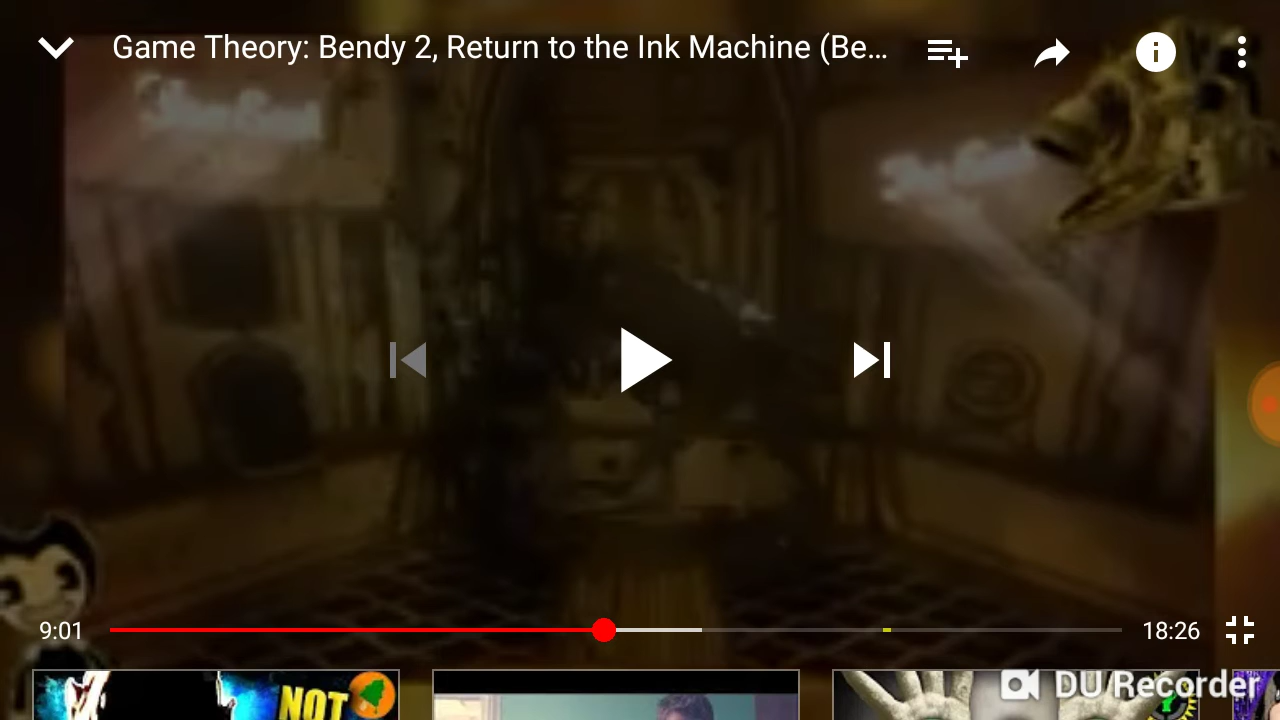 Game Theory: Bendy 2, Return to the Ink Machine (Be...
9:01
18:26
NOT
DU Recorder